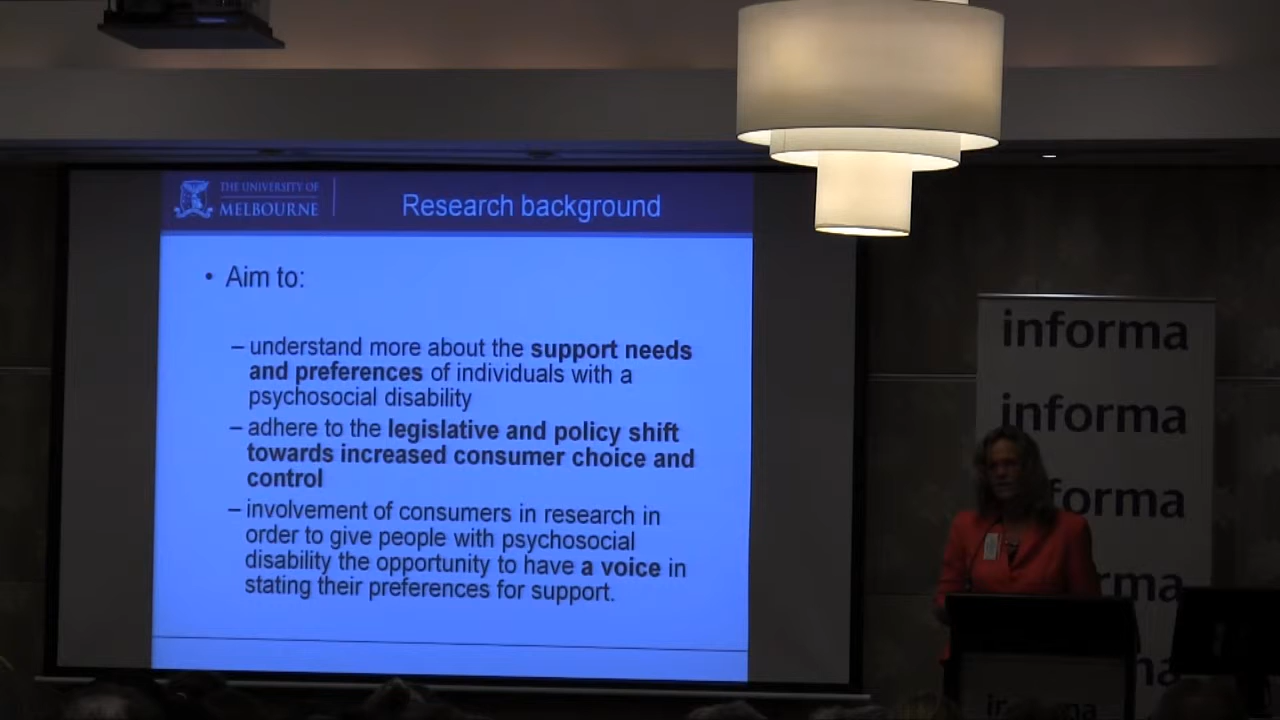 THE UNIVERSITY OF
MELBOURNE
Research background
• Aim to:
– understand more about the support needs
and preferences of individuals with a
psychosocial disability
– adhere to the legislative and policy shift
towards increased consumer choice and
control
– involvement of consumers in research in
order to give people with psychosocial
disability the opportunity to have a voice in
stating their preferences for support.
informa
informa
forma
rma